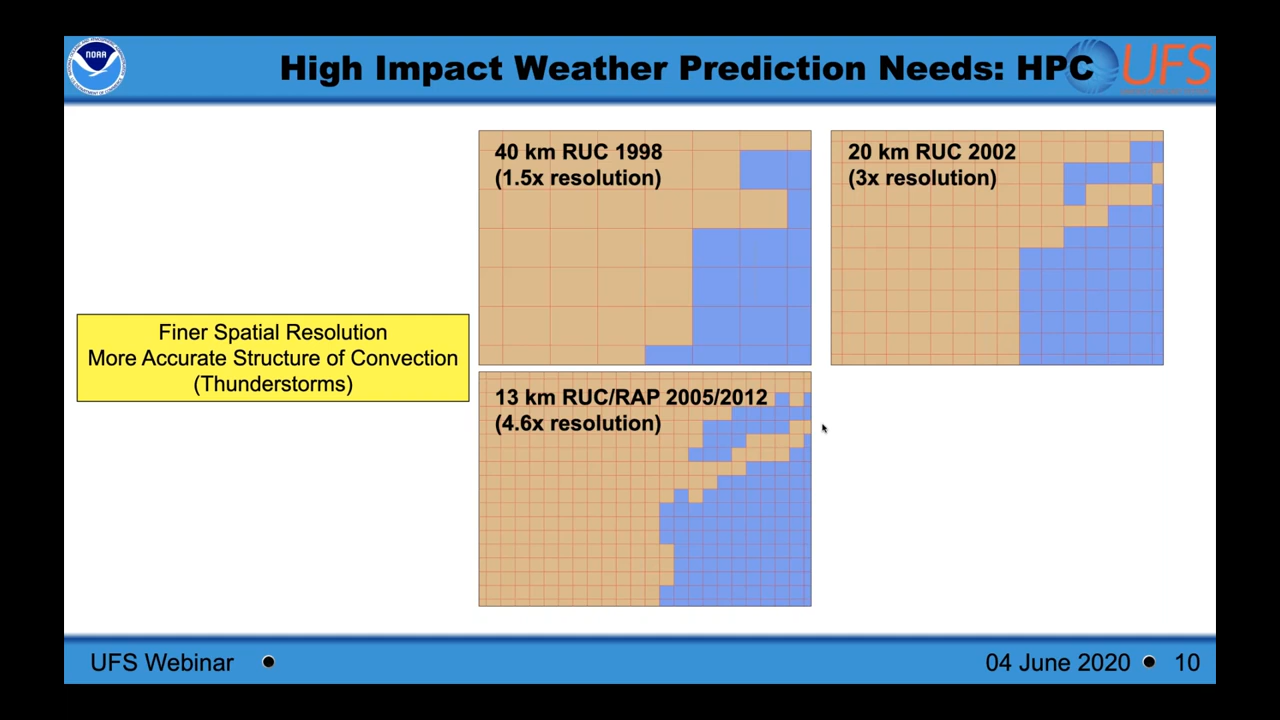 NOAA
High Impact Weather Prediction Needs: HPC
UFS
40 km RUC 1998
(1.5x resolution)
20 km RUC 2002
(3x resolution)
Finer Spatial Resolution
More Accurate Structure of Convection
(Thunderstorms)
13 km RUC/RAP 2005/2012
(4.6x resolution)
UFS Webinar
04 June 2020
10